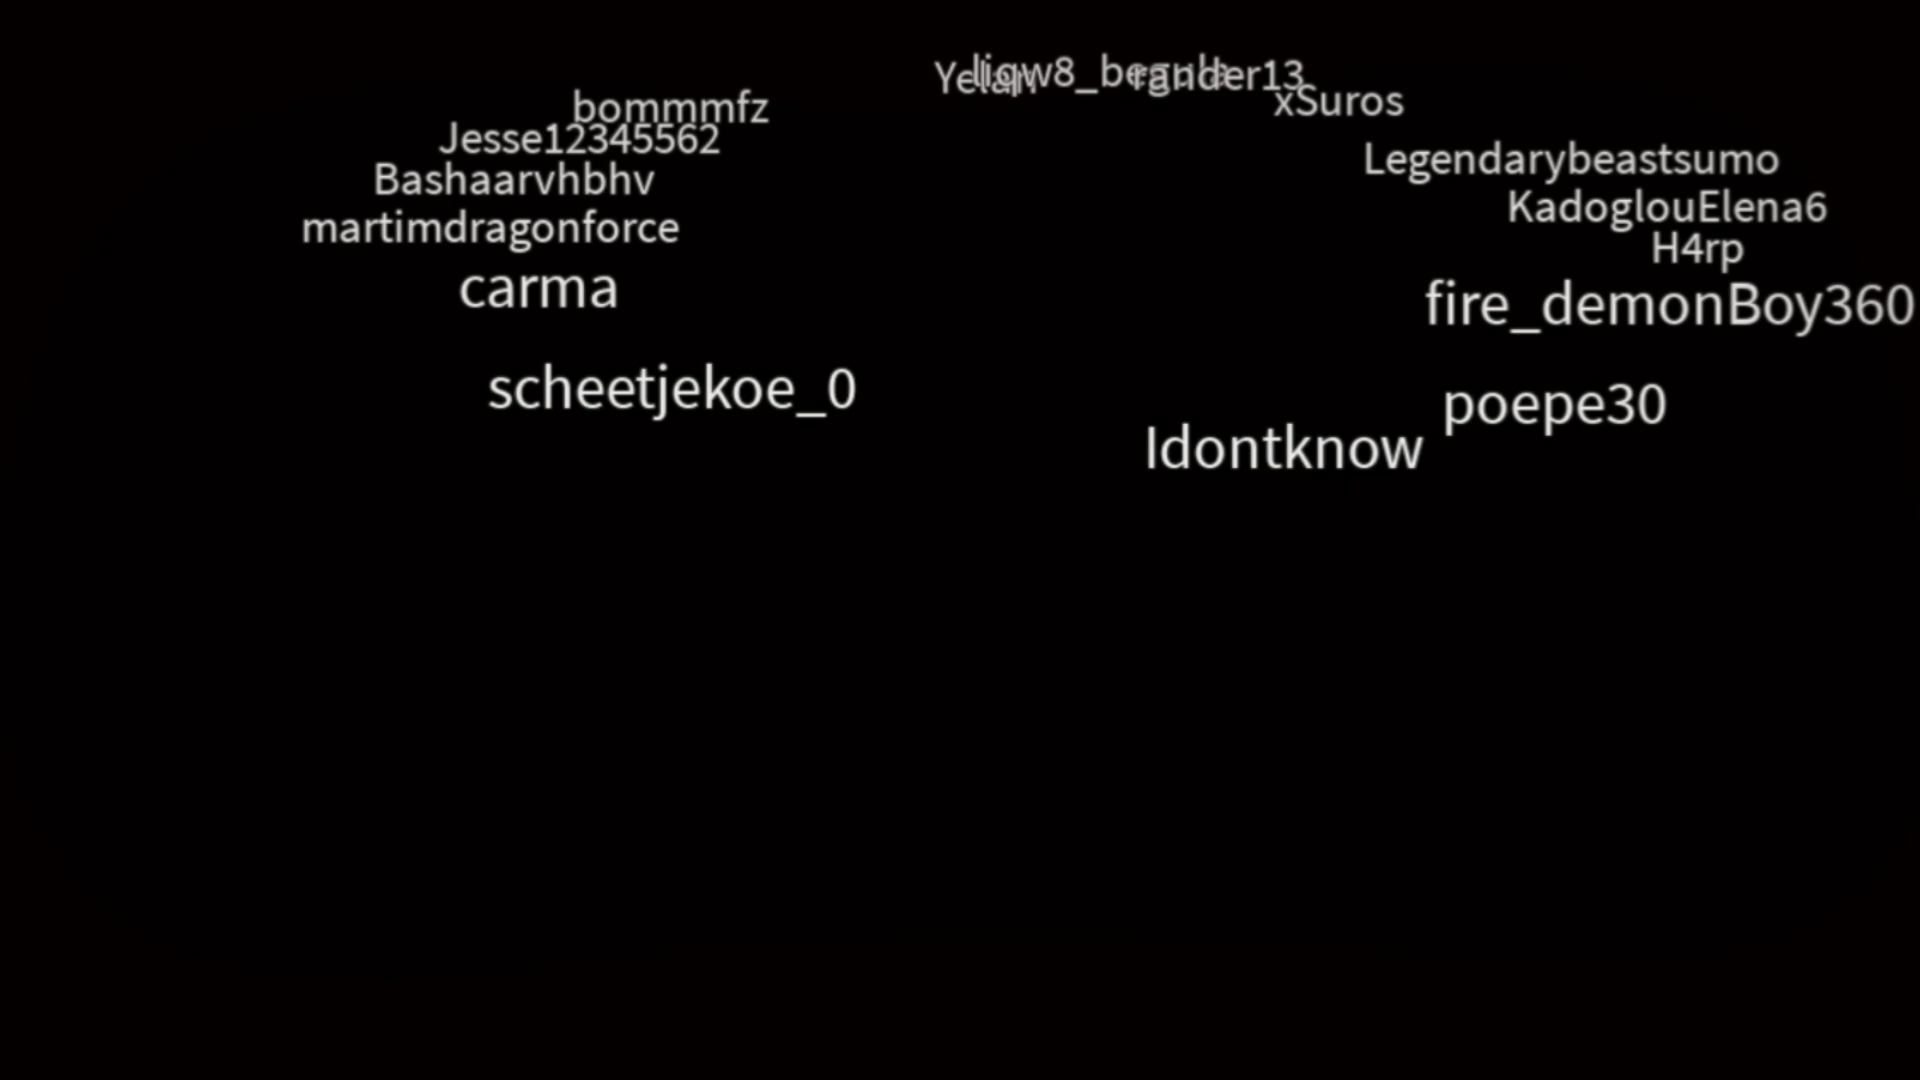 xSuros
bommmfz
Jesse12345562
Legendarybeastsumo
Bashaarvhbhv
KadoglouElena6
martimdragonforce
H4rp
carma
fire_demonBoy360
scheetjekoe_0
poepe30
Idontknow